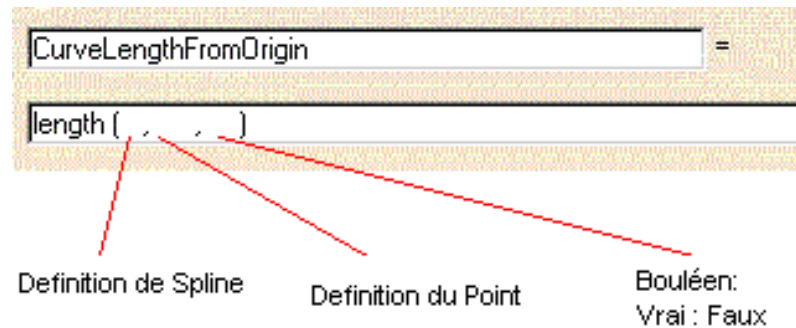 CurveLengthFromOrigin =
length ( , , )
Definition de Spline
Definition du Point
Bouléen:
Vrai : Faux